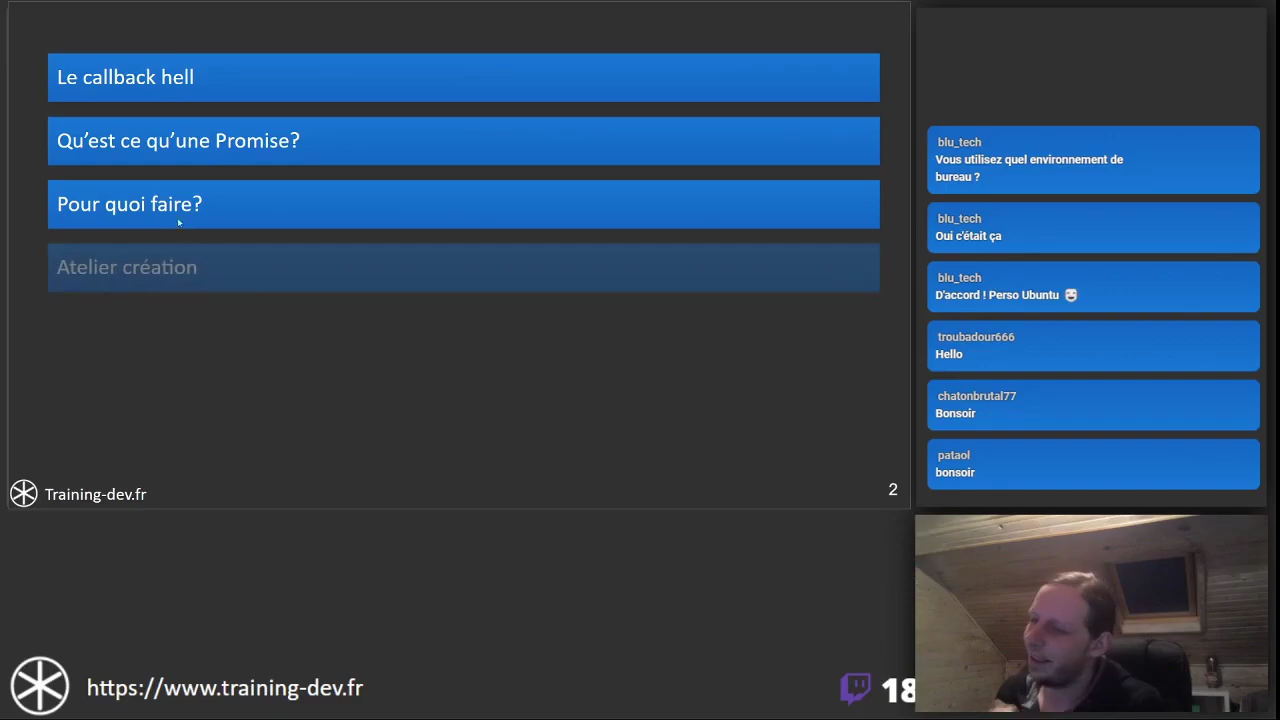 Le callback hell
Qu’est ce qu’une Promise?
Pour quoi faire?
Atelier création
Training-dev.fr
2
blu_tech
Vous utilisez quel environnement de
bureau ?
blu_tech
Oui c'était ça
blu_tech
D'accord ! Perso Ubuntu
troubadour666
Hello
chatonbrutal77
Bonsoir
pataol
bonsoir
https://www.training-dev.fr
18